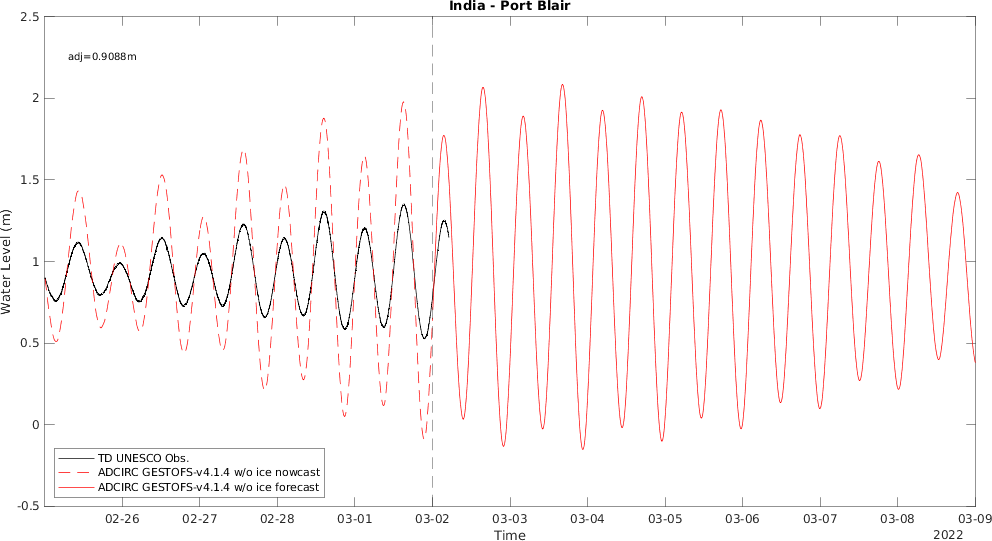 India - Port Blair
adj=0.9088m
2.5
2
1.5
1
0.5
0
-0.5
Water Level (m)
TD UNESCO Obs.
ADCIRC GESTOFS-v4.1.4 w/o ice nowcast
ADCIRC GESTOFS-v4.1.4 w/o ice forecast
02-26 02-27 02-28 03-01 03-02 03-03 03-04 03-05 03-06 03-07 03-08 03-09
Time
2022